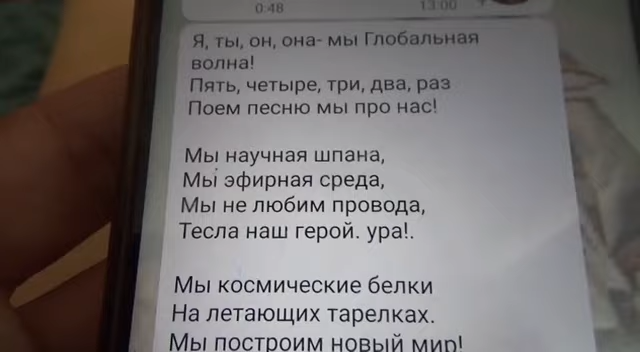 0:48 13:00
Я, ты, он, она- мы Глобальная
волна!
Пять, четыре, три, два, раз
Поем песню мы про нас!
Мы научная шпана,
Мы эфирная среда,
Мы не любим провода,
Тесла наш герой. ура!.
Мы космические белки
На летающих тарелках.
Мы построим новый мир!